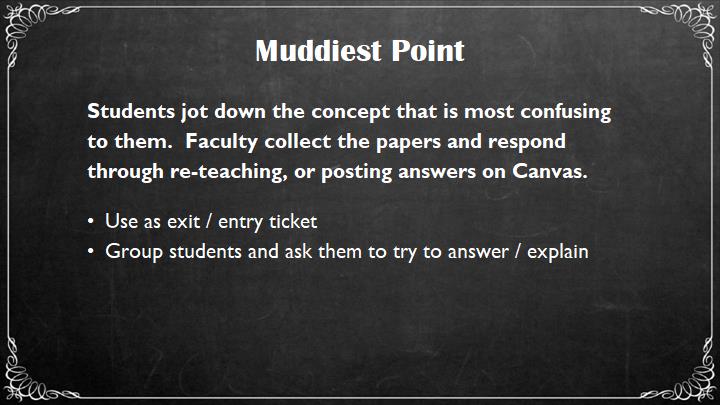 Muddiest Point
Students jot down the concept that is most confusing
to them.  Faculty collect the papers and respond
through re-teaching, or posting answers on Canvas.
• Use as exit / entry ticket
• Group students and ask them to try to answer / explain